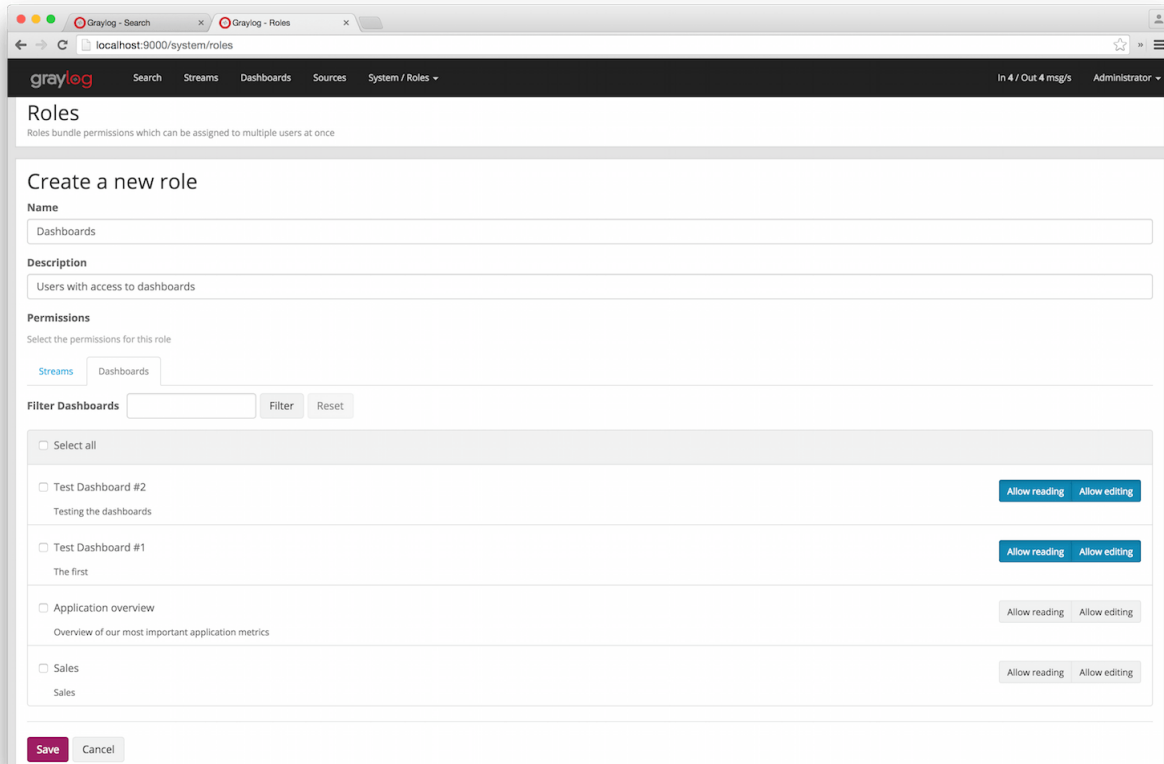 Graylog - Search
Graylog - Roles
localhost:9000/system/roles
graylog Search Streams Dashboards Sources System / Roles In 4 / Out 4 msg/s Administrator
Roles
Roles bundle permissions which can be assigned to multiple users at once
Create a new role
Name
Dashboards
Description
Users with access to dashboards
Permissions
Select the permissions for this role
Streams Dashboards
Filter Dashboards Filter Reset
Select all
Test Dashboard #2 Allow reading Allow editing
Testing the dashboards
Test Dashboard #1 Allow reading Allow editing
The first
Application overview Allow reading Allow editing
Overview of our most important application metrics
Sales Allow reading Allow editing
Sales
Save Cancel